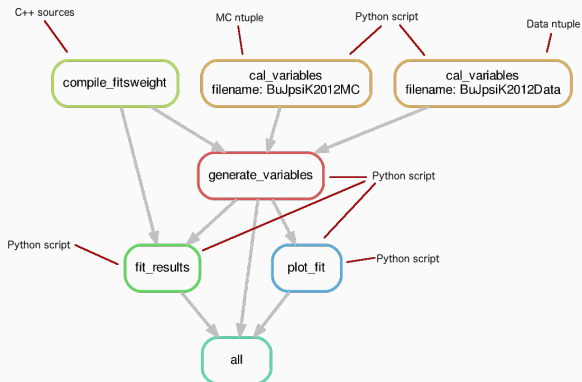 C++ sources
MC ntuple
Python script
Data ntuple
compile_fitsweight
cal_variables
filename: BuJpsiK2012MC
cal_variables
filename: BuJpsiK2012Data
generate_variables
Python script
Python script
fit_results
plot_fit
Python script
all